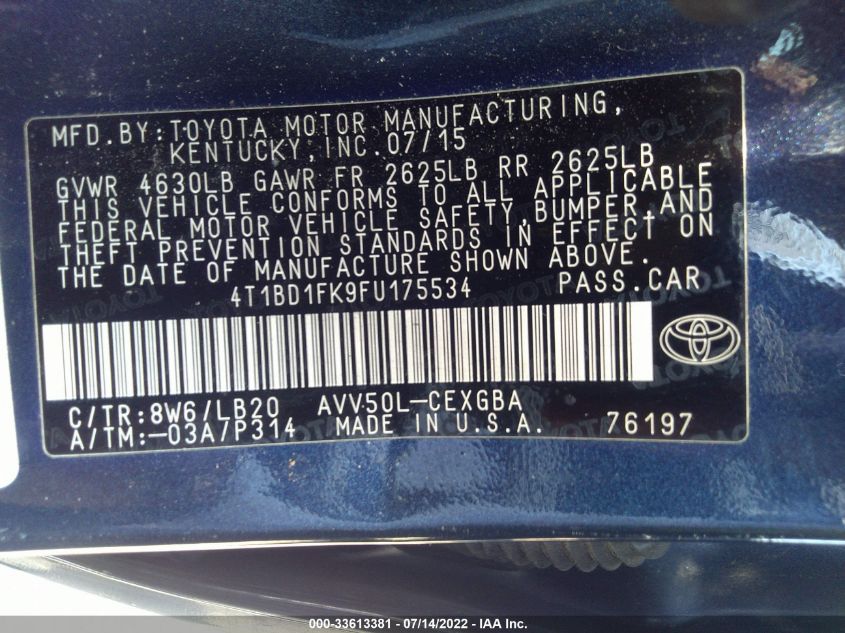 MFD.BY:TOYOTA MOTOR MANUFACTURING,
KENTUCKY, INC.07/15
GVWR 4630LB GAWR FR 2625LB RR 2625LB
THIS VEHICLE CONFORMS TO ALL APPLICABLE
FEDERAL MOTOR VEHICLE SAFETY,BUMPER,AND
THEFT PREVENTION STANDARDS IN EFFECT ON
THE DATE OF MANUFACTURE SHOWN ABOVE.
4T1BD1FK9FU175534 PASS.CAR
C/TR:8W6/LB20 AVV50L-CEXGBA
A/TM:-03A7P314 MADE IN U.S.A. 76197
000-33613381 - 07/14/2022 - IAA Inc.